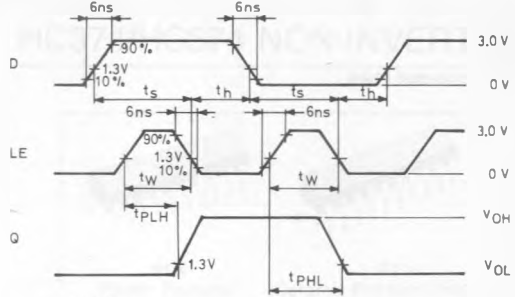 6ns
6ns
D
90%
1.3V
10%
3.0 V
0 V
ts
th
ts
th
6ns
6ns
LE
90%
1.3V
10%
3.0 V
0 V
tw
tw
tPLH
Q
1.3V
VOH
VOL
tPHL